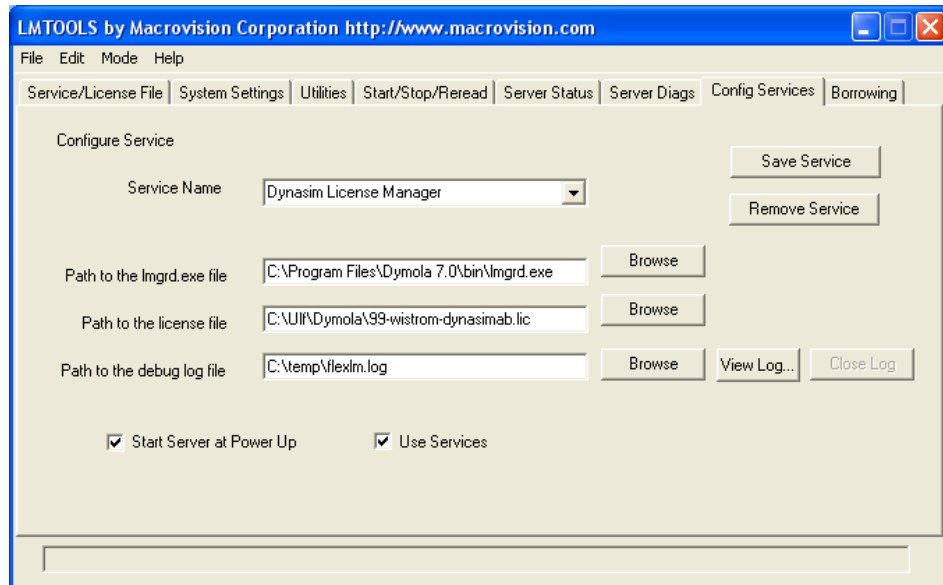 LMTOOLS by Macrovision Corporation http://www.macrovision.com
File Edit Mode Help
Service/License File System Settings Utilities Start/Stop/Reread Server Status Server Diags Config Services Borrowing
Configure Service
Save Service
Service Name Dynasim License Manager
Remove Service
Path to the lmgrd.exe file C:\Program Files\Dymola 7.0\bin\lmgrd.exe Browse
Path to the license file C:\Ulf\Dymola\99-wistrom-dynasimab.lic Browse
Path to the debug log file C:\temp\flexlm.log Browse View Log... Close Log
Start Server at Power Up Use Services